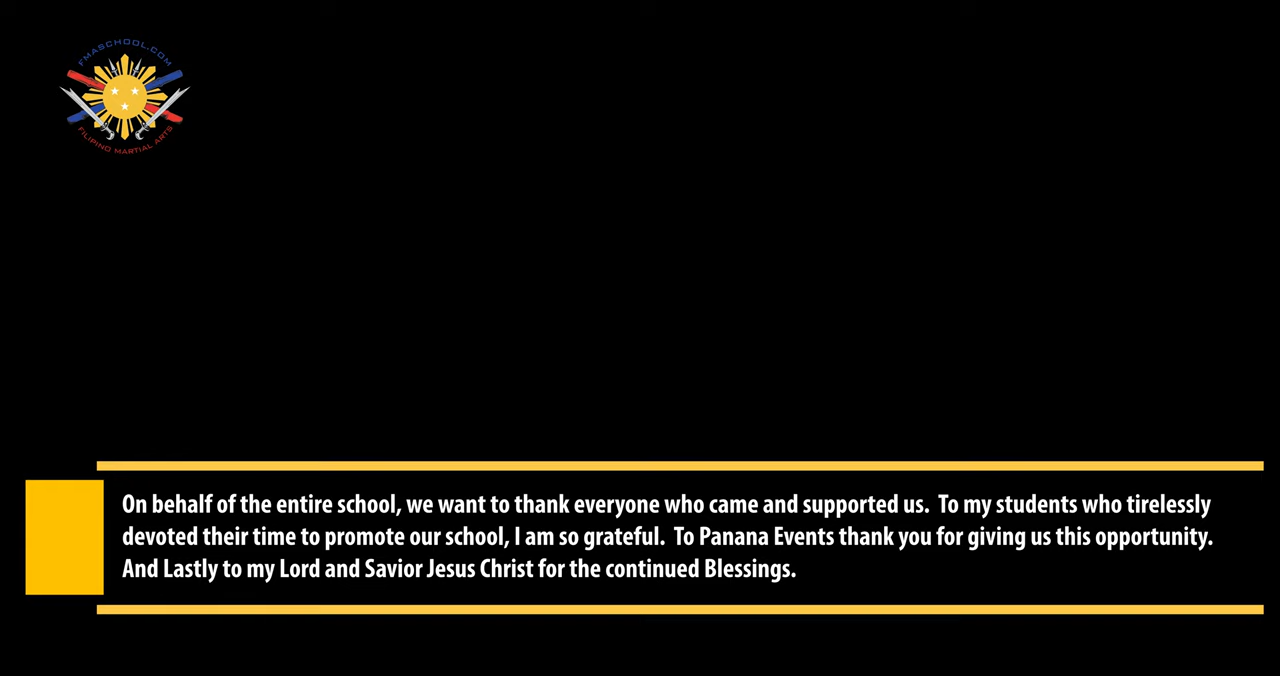 FMASCHOOL.COM
FILIPINO MARTIAL ARTS
On behalf of the entire school, we want to thank everyone who came and supported us.  To my students who tirelessly
devoted their time to promote our school, I am so grateful.  To Panana Events thank you for giving us this opportunity.
And Lastly to my Lord and Savior Jesus Christ for the continued Blessings.